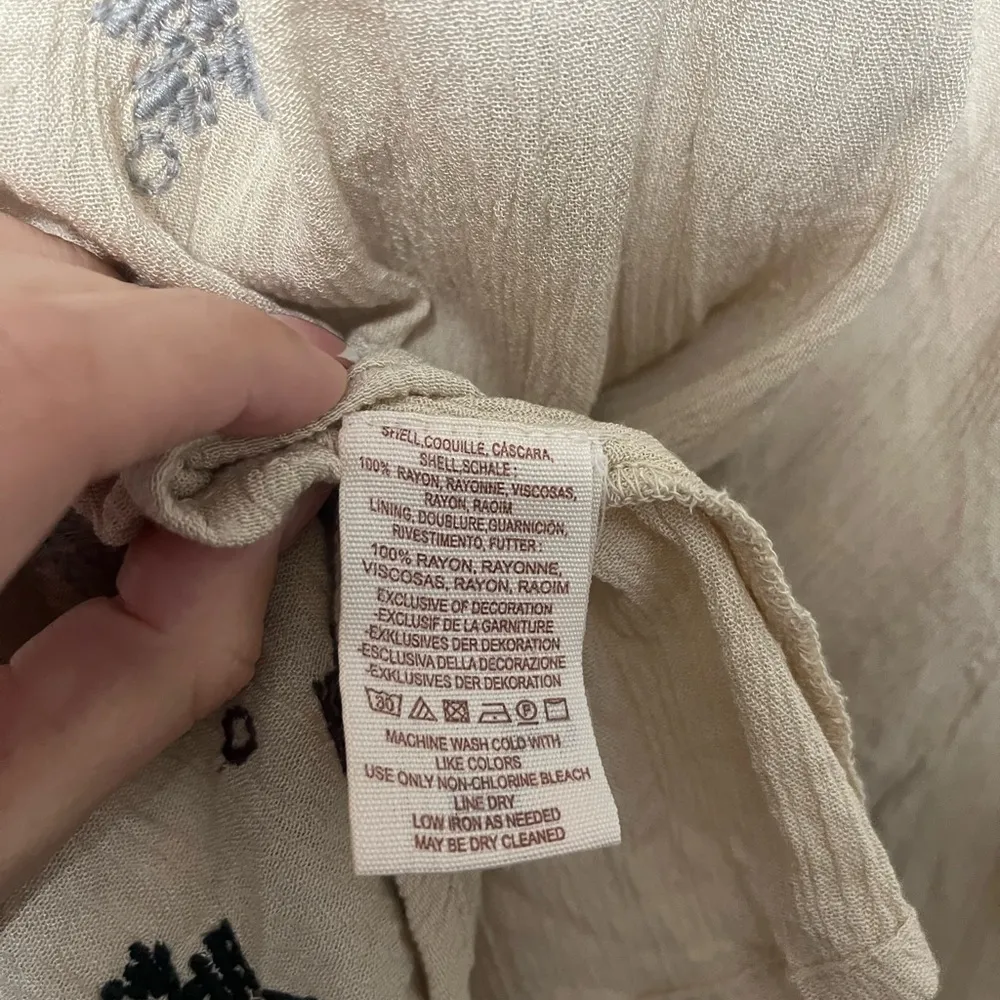 SHELL,COQUILLE, CÁSCARA,
SHELL,SCHALE :
100% RAYON, RAYONNE, VISCOSAS,
RAYON, RAOIM
LINING, DOUBLURE,GUARNICIÓN,
RIVESTIMENTO, FUTTER :
100% RAYON, RAYONNE,
VISCOSAS, RAYON, RAOIM
EXCLUSIVE OF DECORATION
-EXCLUSIF DE LA GARNITURE
-EXKLUSIVES DER DEKORATION
-ESCLUSIVA DELLA DECORAZIONE
-EXKLUSIVES DER DEKORATION
30 P
MACHINE WASH COLD WITH
LIKE COLORS
USE ONLY NON-CHLORINE BLEACH
LINE DRY
LOW IRON AS NEEDED
MAY BE DRY CLEANED